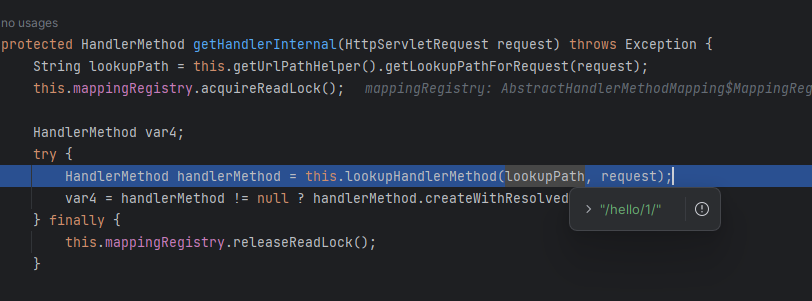 no usages
protected HandlerMethod getHandlerInternal(HttpServletRequest request) throws Exception {
String lookupPath = this.getUrlPathHelper().getLookupPathForRequest(request);
this.mappingRegistry.acquireReadLock(); mappingRegistry: AbstractHandlerMethodMapping$MappingReg
HandlerMethod var4;
try {
HandlerMethod handlerMethod = this.lookupHandlerMethod(lookupPath, request);
var4 = handlerMethod != null ? handlerMethod.createWithResolved
> "/hello/1/"
} finally {
this.mappingRegistry.releaseReadLock();
}